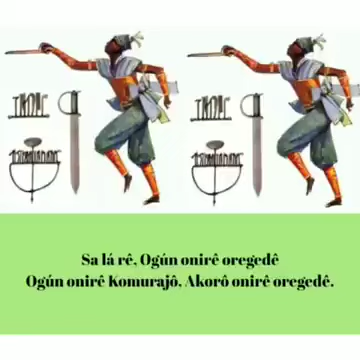 Sa lá rê, Ogún onirê oregedê
Ogún onirê Komurajô, Akorô onirê oregedê.